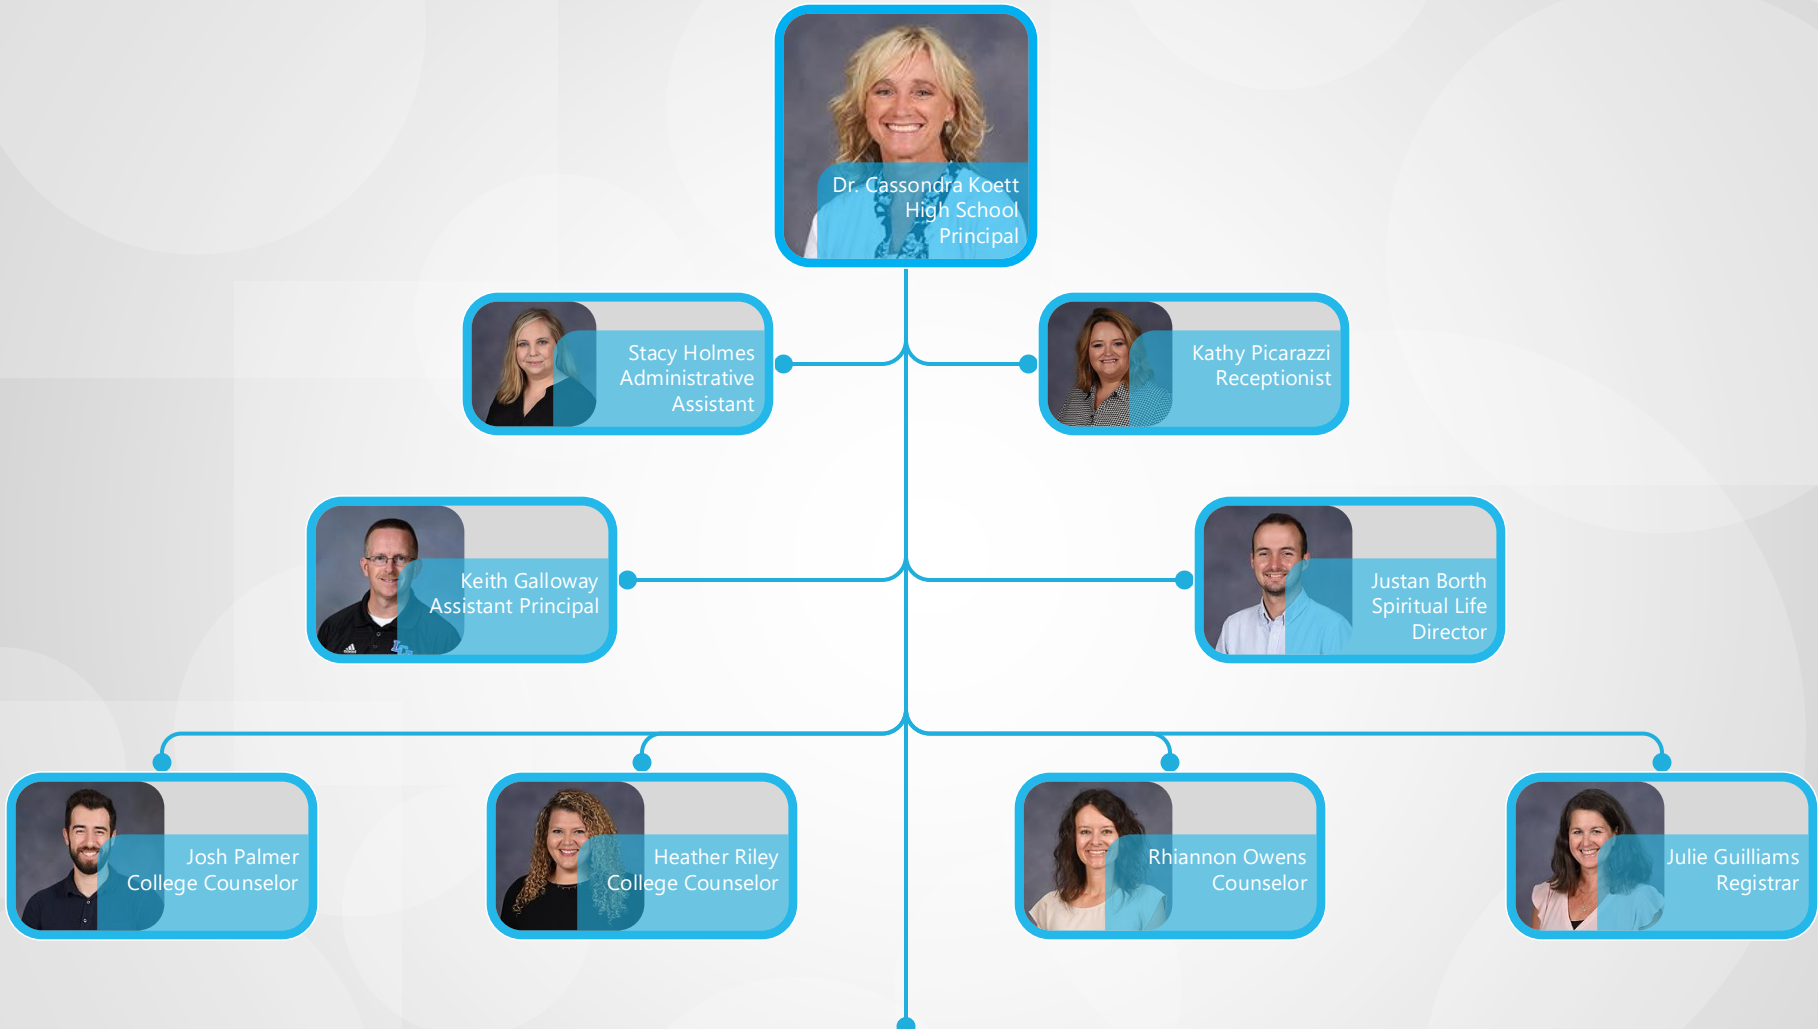 Dr. Cassondra Koett
High School
Principal
Stacy Holmes
Administrative
Assistant
Kathy Picarazzi
Receptionist
Keith Galloway
Assistant Principal
Justan Borth
Spiritual Life
Director
Josh Palmer
College Counselor
Heather Riley
College Counselor
Rhiannon Owens
Counselor
Julie Guilliams
Registrar